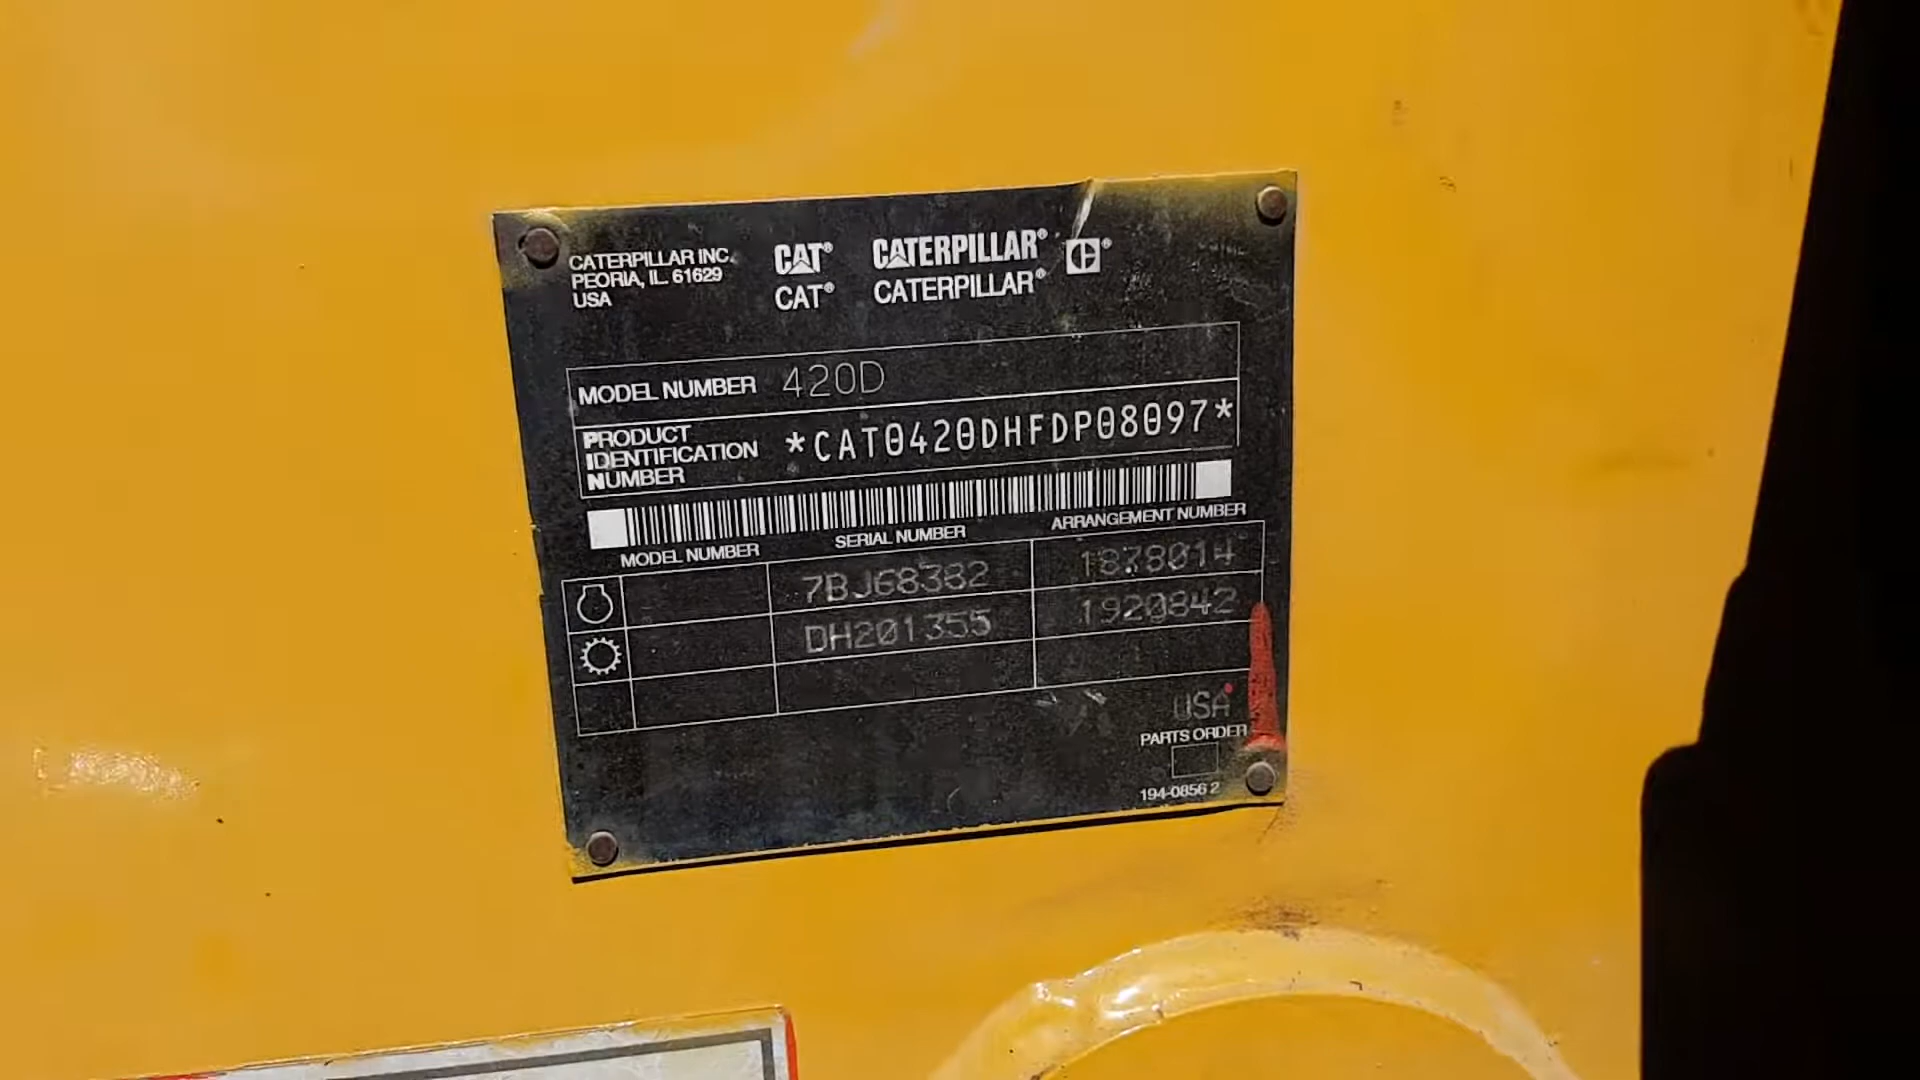 CATERPILLAR INC.
PEORIA, IL. 61629
USA
CAT® CATERPILLAR® ®
CAT® CATERPILLAR®
MODEL NUMBER 420D
PRODUCT
IDENTIFICATION
NUMBER
*CAT0420DHFDP08097*
MODEL NUMBER SERIAL NUMBER ARRANGEMENT NUMBER
7BJ68382 1878014
DH201355 1920842
USA
PARTS ORDER
194-0856 2